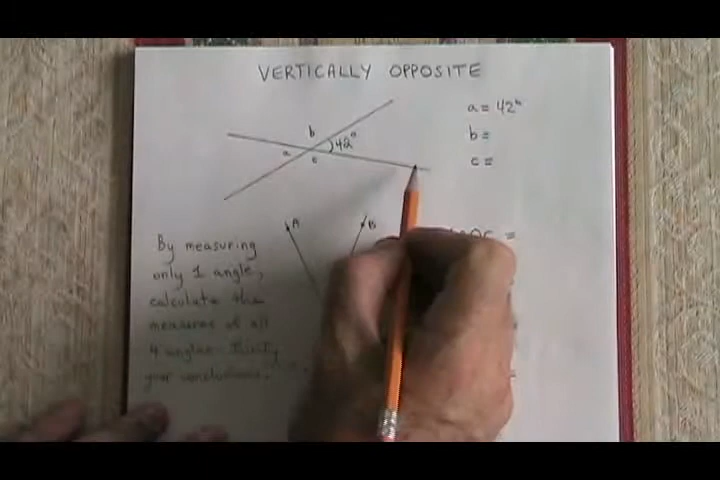 VERTICALLY OPPOSITE
b
42°
a
c
a = 42°
b =
c =
A
B
By measuring
only 1 angle,
calculate the
measures of all
4 angles. Justify
your conclusions.